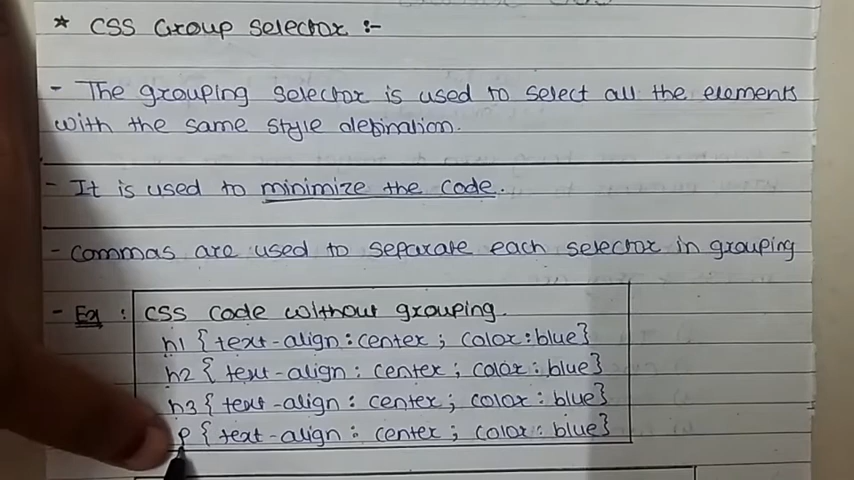 * CSS Group Selector :-
- The grouping selector is used to select all the elements
with the same style defination.
- It is used to minimize the code.
- Commas are used to separate each selector in grouping
- Ex : CSS code without grouping.
h1 { text-align : center ; color : blue }
h2 { text-align : center ; color : blue }
h3 { text-align : center ; color : blue }
p { text-align : center ; color : blue }